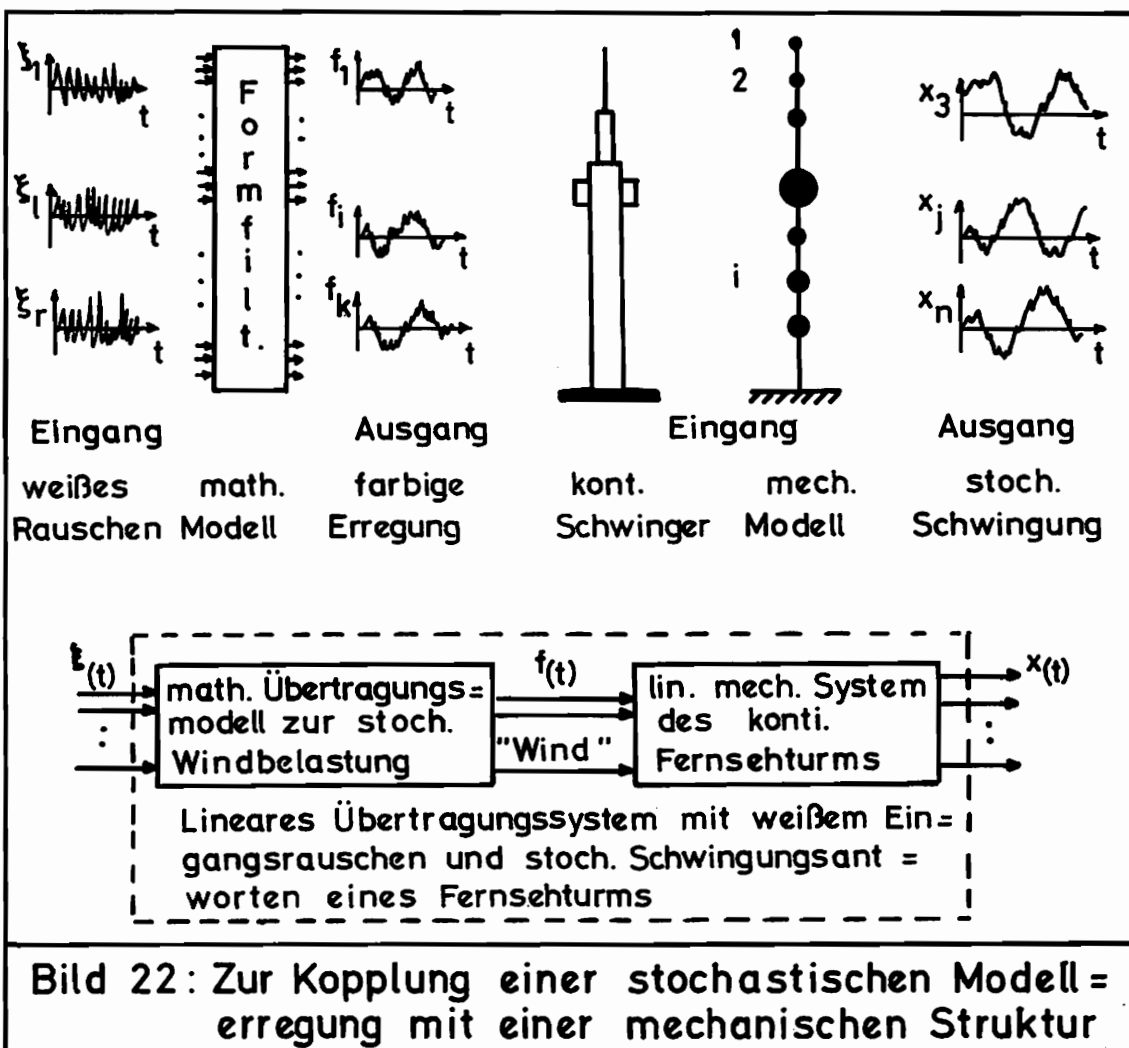 ξ1
t
ξl
t
ξr
t
Formfilt.
f1
t
fi
t
fk
t
1
2
i
x3
t
xj
t
xn
t
Eingang Ausgang Eingang Ausgang
weißes math. farbige kont. mech. stoch.
Rauschen Modell Erregung Schwinger Modell Schwingung
ξ(t) f(t) x(t)
math. Übertragungs=
modell zur stoch.
Windbelastung
"Wind"
lin. mech. System
des konti.
Fernsehturms
Lineares Übertragungssystem mit weißem Ein=
gangsrauschen und stoch. Schwingungsant =
worten eines Fernsehturms
Bild 22: Zur Kopplung einer stochastischen Modell=
erregung mit einer mechanischen Struktur